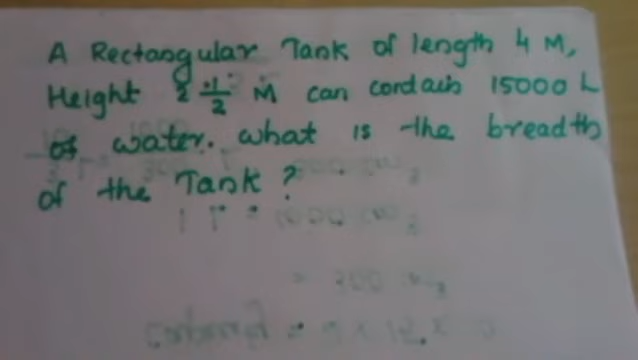 A Rectangular Tank of length 4 M,
Height 2 1/2 M can contain 15000 L
of water. what is the breadth
of the Tank ?